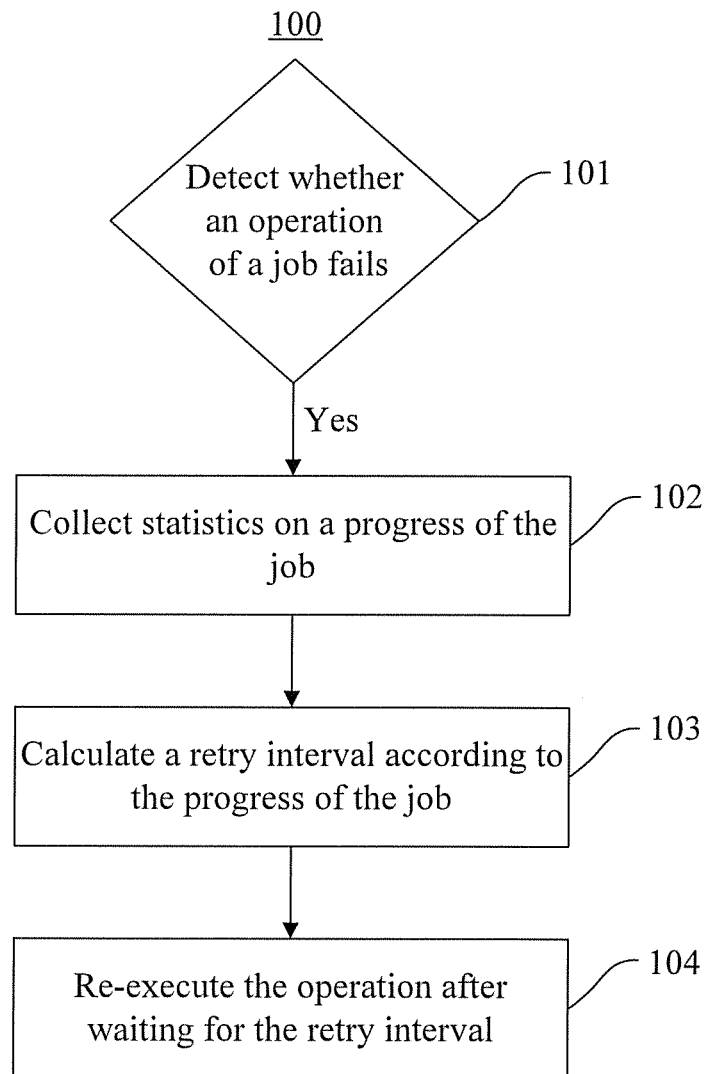 100
Detect whether
an operation
of a job fails
101
Yes
Collect statistics on a progress of the
job
102
Calculate a retry interval according to
the progress of the job
103
Re-execute the operation after
waiting for the retry interval
104